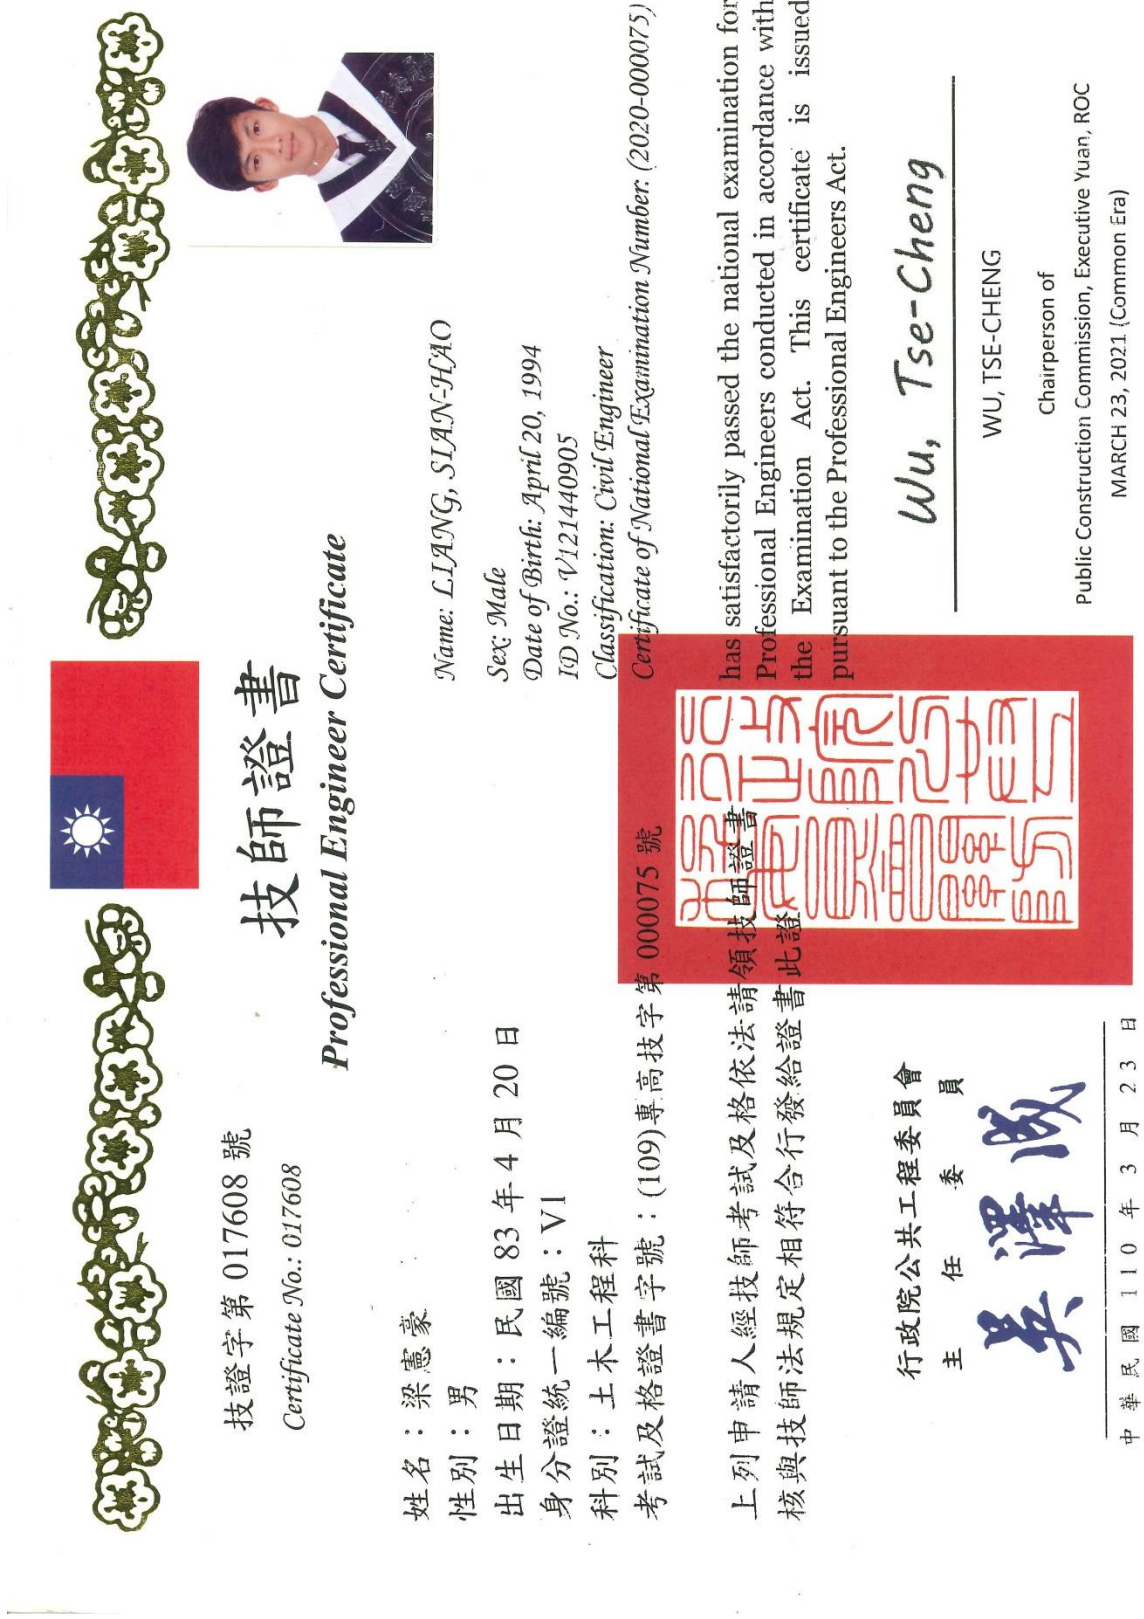 技師證書
Professional Engineer Certificate
技證字第 017608 號
Certificate No.: 017608
姓名：梁憲豪
性別：男
出生日期：民國 83 年 4 月 20 日
身分證統一編號：V1
科別：土木工程科
考試及格證書字號：(109)專高技字第 000075 號
上列申請人經技師考試及格依法請領技師證書
核與技師法規定相符合行發給證書此證
行政院公共工程委員會
主任委員
吳澤成
中華民國 110 年 3 月 23 日
Name: LIANG, SIAN-HAO
Sex: Male
Date of Birth: April 20, 1994
ID No.: V121440905
Classification: Civil Engineer
Certificate of National Examination Number: (2020-000075)
has satisfactorily passed the national examination for
Professional Engineers conducted in accordance with
the Examination Act. This certificate is issued
pursuant to the Professional Engineers Act.
Wu, Tse-Cheng
WU, TSE-CHENG
Chairperson of
Public Construction Commission, Executive Yuan, ROC
MARCH 23, 2021 (Common Era)